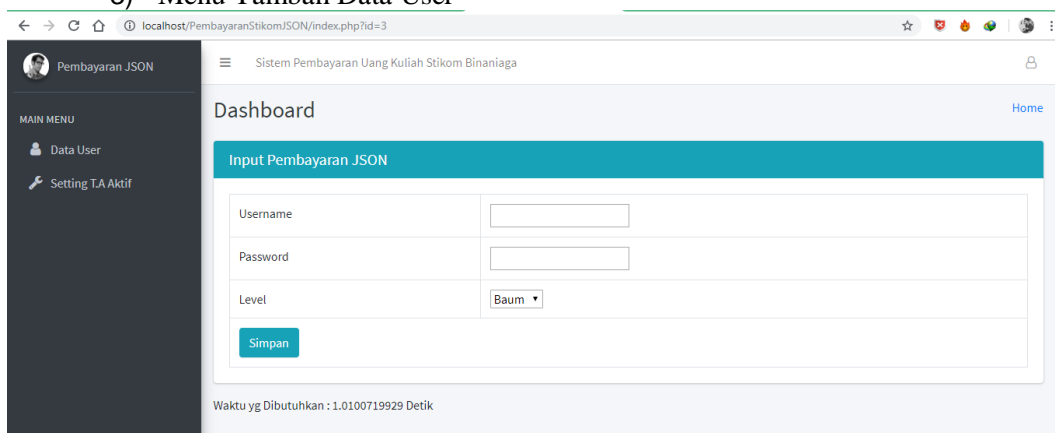 Menu Tambah Data User
localhost/PembayaranStikomJSON/index.php?id=3
Pembayaran JSON
Sistem Pembayaran Uang Kuliah Stikom Binaniaga
MAIN MENU
Data User
Setting T.A Aktif
Dashboard
Home
Input Pembayaran JSON
Username
Password
Level
Baum
Simpan
Waktu yg Dibutuhkan : 1.0100719929 Detik